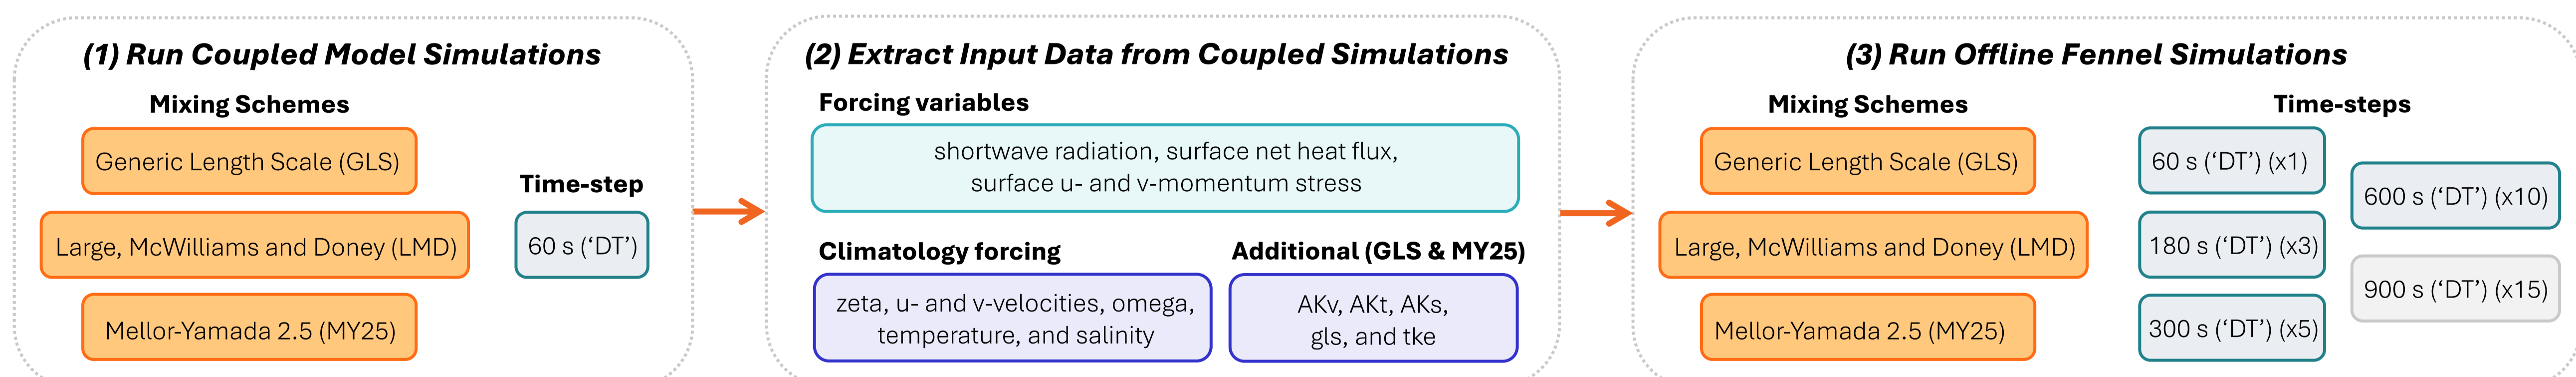 (1) Run Coupled Model Simulations
Mixing Schemes
Generic Length Scale (GLS)
Large, McWilliams and Doney (LMD)
Mellor-Yamada 2.5 (MY25)
Time-step
60 s (‘DT’)
(2) Extract Input Data from Coupled Simulations
Forcing variables
shortwave radiation, surface net heat flux,
surface u- and v-momentum stress
Climatology forcing
zeta, u- and v-velocities, omega,
temperature, and salinity
Additional (GLS & MY25)
AKv, AKt, AKs,
gls, and tke
(3) Run Offline Fennel Simulations
Mixing Schemes
Generic Length Scale (GLS)
Large, McWilliams and Doney (LMD)
Mellor-Yamada 2.5 (MY25)
Time-steps
60 s (‘DT’) (x1)
180 s (‘DT’) (x3)
300 s (‘DT’) (x5)
600 s (‘DT’) (x10)
900 s (‘DT’) (x15)